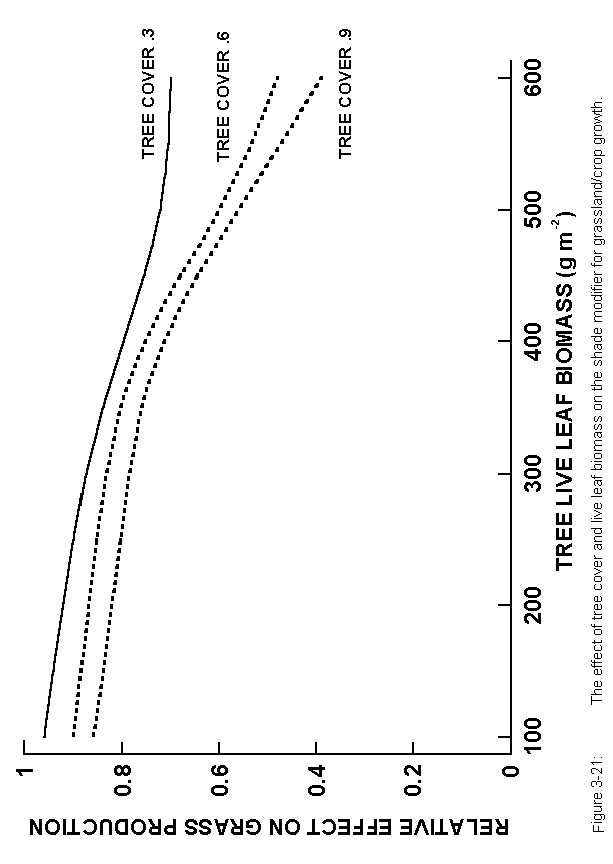 1
0.8
0.6
0.4
0.2
0
RELATIVE EFFECT ON GRASS PRODUCTION
TREE COVER .3
TREE COVER .6
TREE COVER .9
100
200
300
400
500
600
TREE LIVE LEAF BIOMASS (g m⁻²)
Figure 3-21: The effect of tree cover and live leaf biomass on the shade modifier for grassland/crop growth.